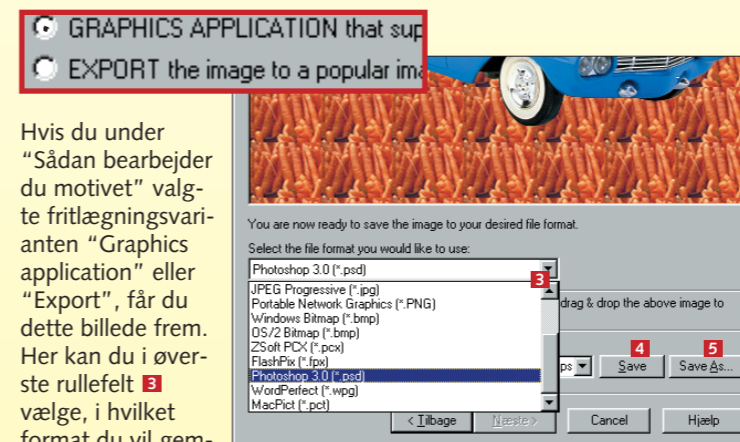 GRAPHICS APPLICATION that sup
EXPORT the image to a popular ima
Hvis du under
“Sådan bearbejder
du motivet” valg-
te fritlægningsvari-
anten “Graphics
application” eller
“Export”, får du
dette billede frem.
Her kan du i øver-
ste rullefelt 3
vælge, i hvilket
format du vil gem-
You are now ready to save the image to your desired file format.
Select the file format you would like to use:
Photoshop 3.0 (*.psd)
3
JPEG Progressive (*.jpg)
Portable Network Graphics (*.PNG)
Windows Bitmap (*.bmp)
OS/2 Bitmap (*.bmp)
ZSoft PCX (*.pcx)
FlashPix (*.fpx)
Photoshop 3.0 (*.psd)
WordPerfect (*.wpg)
MacPict (*.pct)
drag & drop the above image to
4 5
ps Save Save As...
< Tilbage Næste > Cancel Hjælp